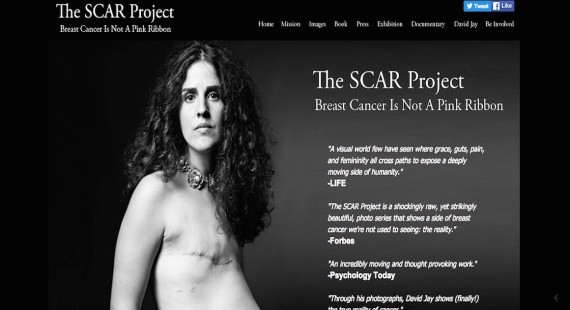 The SCAR Project
Breast Cancer Is Not A Pink Ribbon
Tweet Like
Home Mission Images Book Press Exhibition Documentary David Jay Be Involved
The SCAR Project
Breast Cancer Is Not A Pink Ribbon
"A visual world few have seen where grace, guts, pain,
and femininity all cross paths to expose a deeply
moving side of humanity."
-LIFE
"The SCAR Project is a shockingly raw, yet strikingly
beautiful, photo series that shows a side of breast
cancer we're not used to seeing: the reality."
-Forbes
"An incredibly moving and thought provoking work."
-Psychology Today
"Through his photographs, David Jay shows (finally!)
the true reality of cancer."